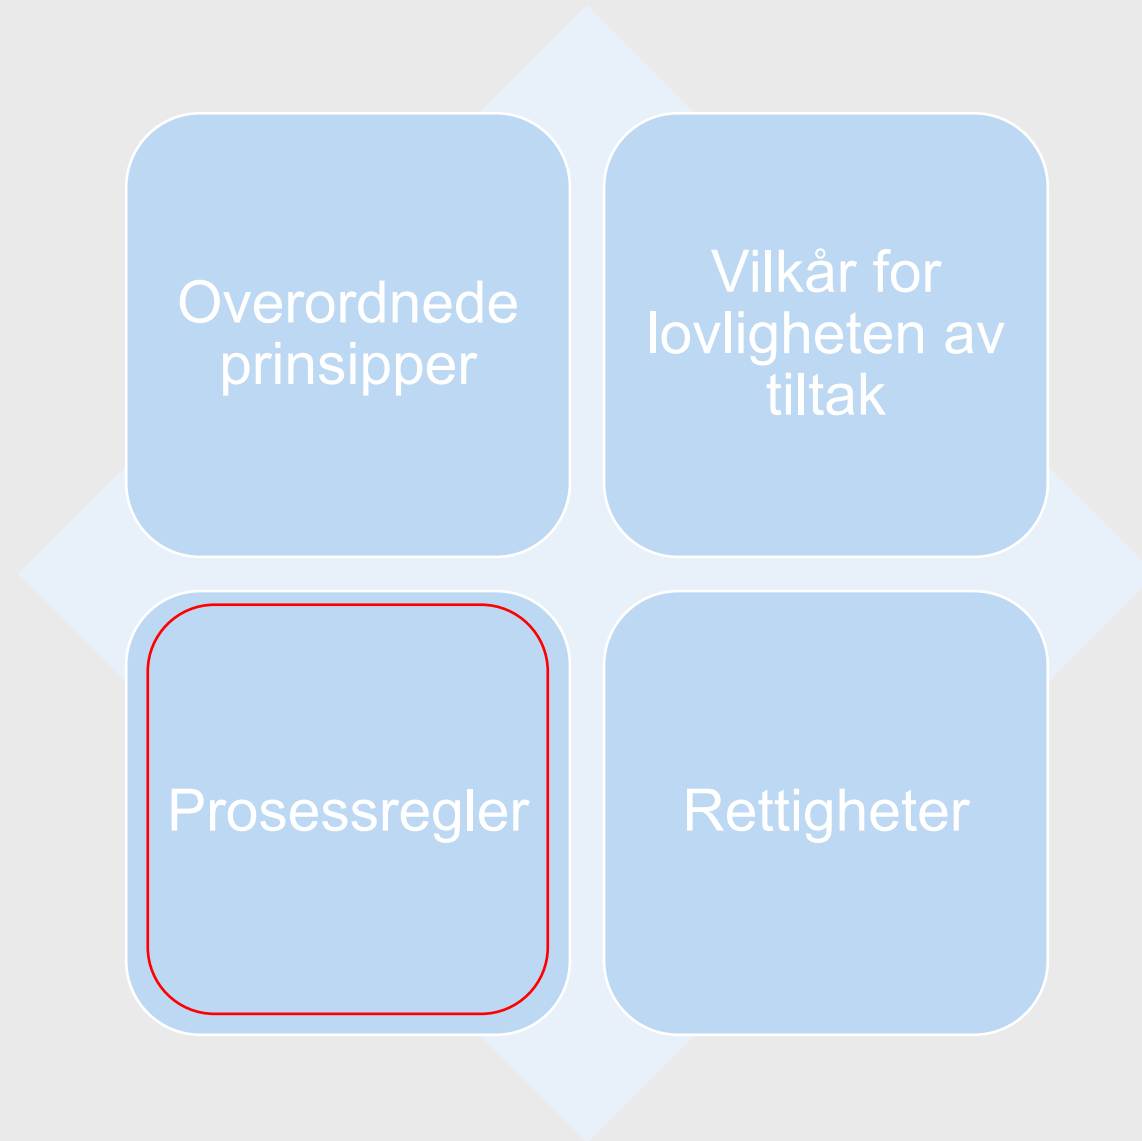 Overordnede
prinsipper
Vilkår for
lovligheten av
tiltak
Prosessregler
Rettigheter